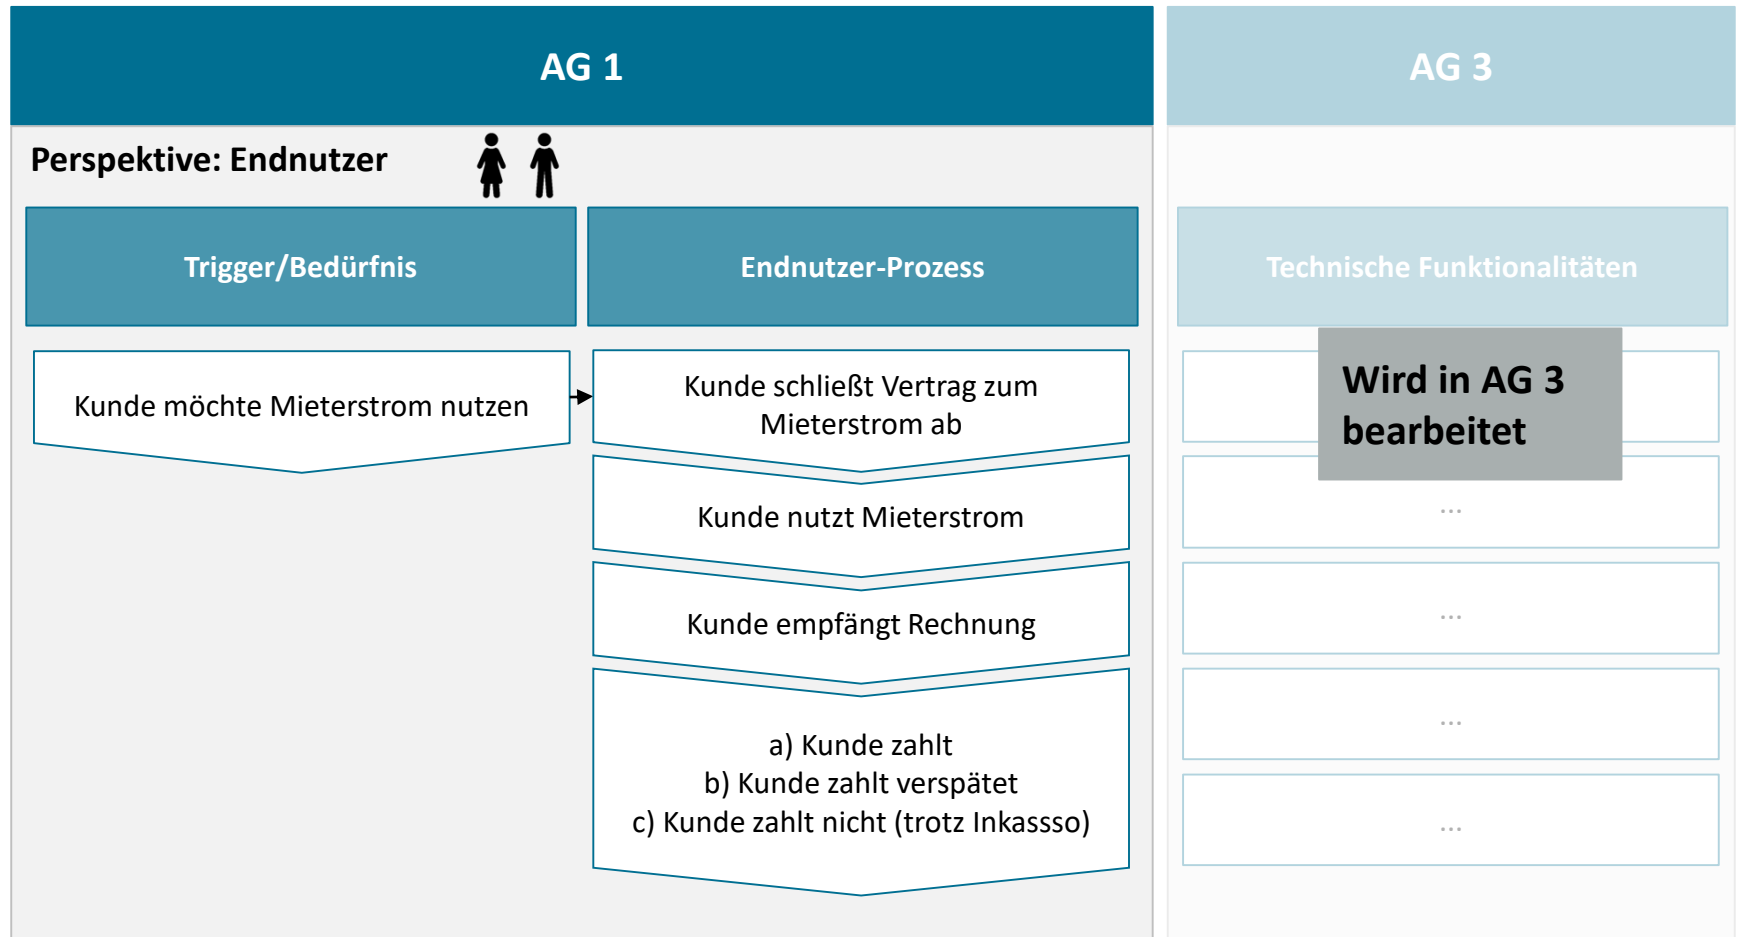 AG 1
AG 3
Perspektive: Endnutzer
Trigger/Bedürfnis
Endnutzer-Prozess
Technische Funktionalitäten
Kunde möchte Mieterstrom nutzen
Kunde schließt Vertrag zum
Mieterstrom ab
Kunde nutzt Mieterstrom
Kunde empfängt Rechnung
a) Kunde zahlt
b) Kunde zahlt verspätet
c) Kunde zahlt nicht (trotz Inkassso)
Wird in AG 3
bearbeitet
...
...
...
...